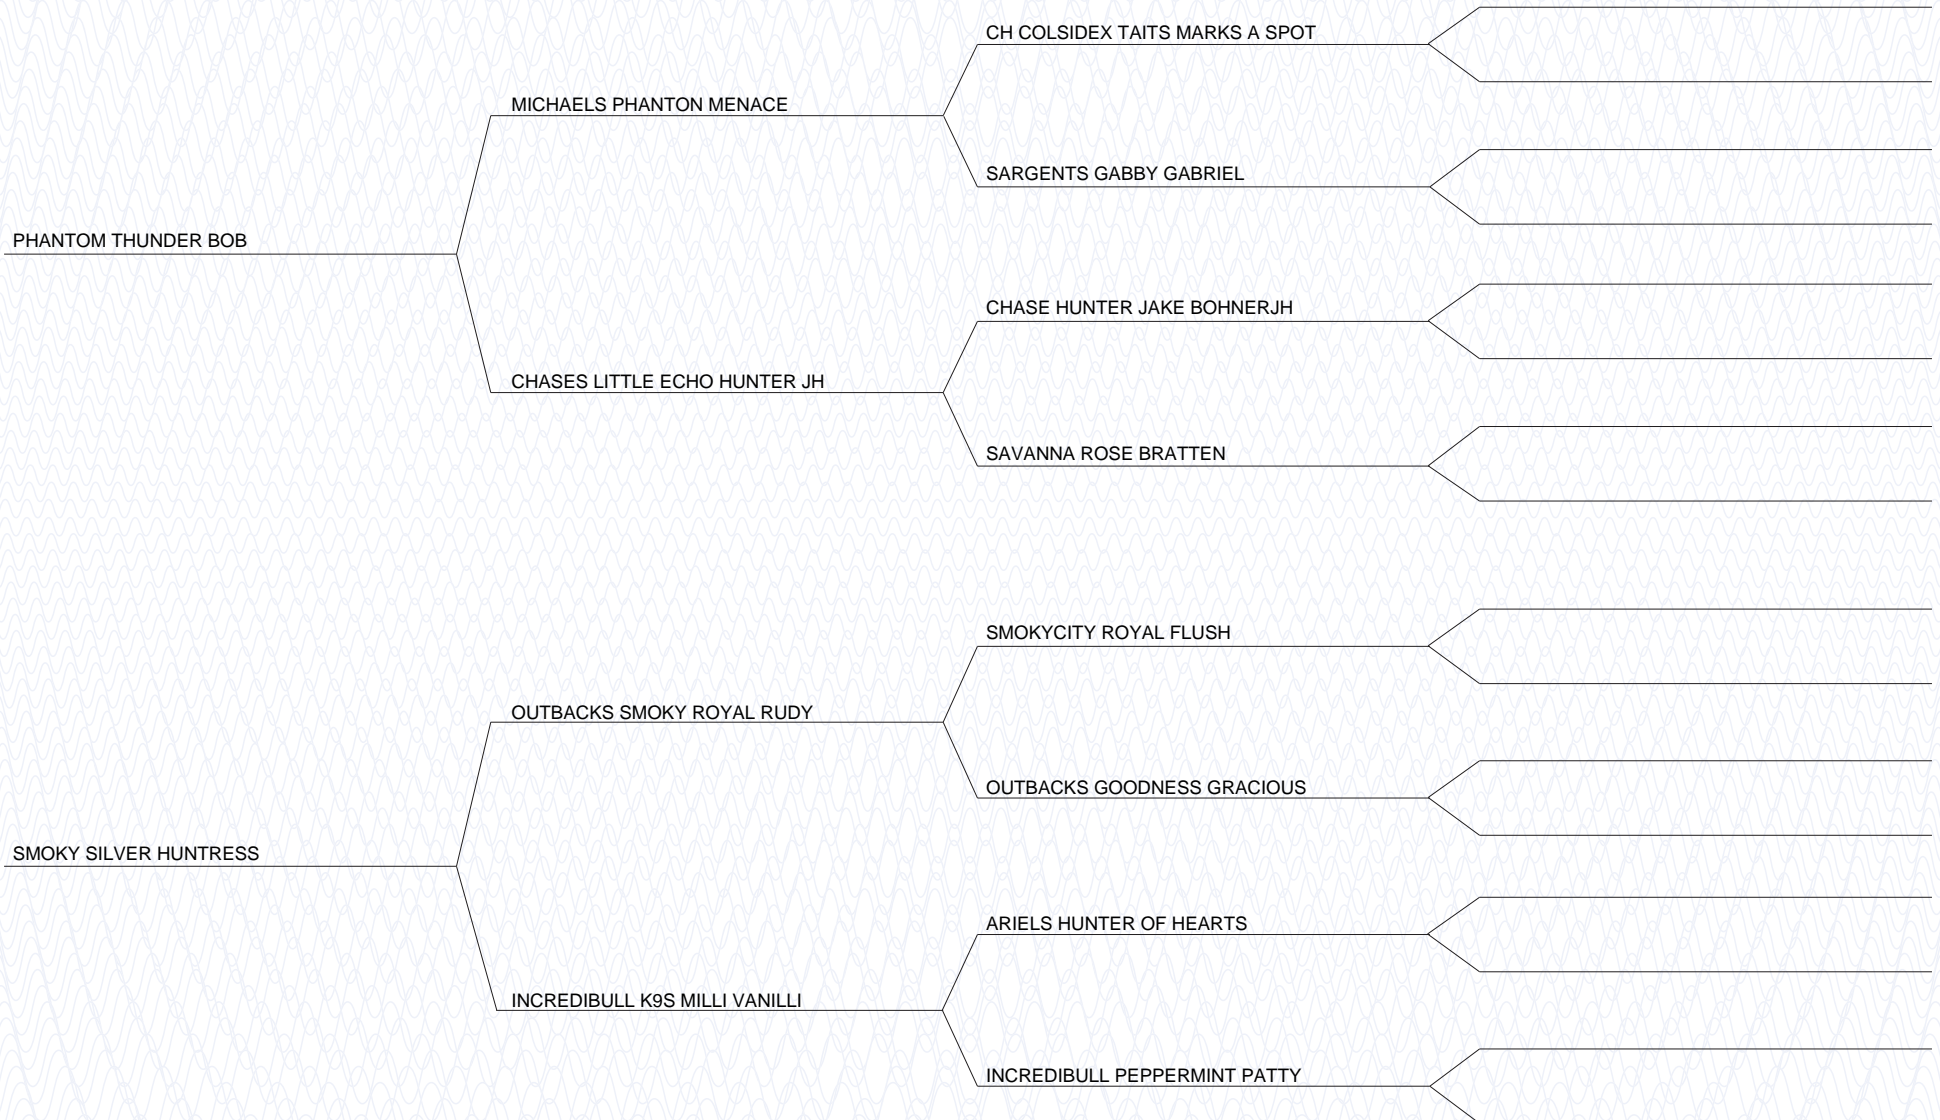 CH COLSIDEX TAITS MARKS A SPOT
MICHAELS PHANTON MENACE
SARGENTS GABBY GABRIEL
PHANTOM THUNDER BOB
CHASE HUNTER JAKE BOHNERJH
CHASES LITTLE ECHO HUNTER JH
SAVANNA ROSE BRATTEN
SMOKYCITY ROYAL FLUSH
OUTBACKS SMOKY ROYAL RUDY
OUTBACKS GOODNESS GRACIOUS
SMOKY SILVER HUNTRESS
ARIELS HUNTER OF HEARTS
INCREDIBULL K9S MILLI VANILLI
INCREDIBULL PEPPERMINT PATTY